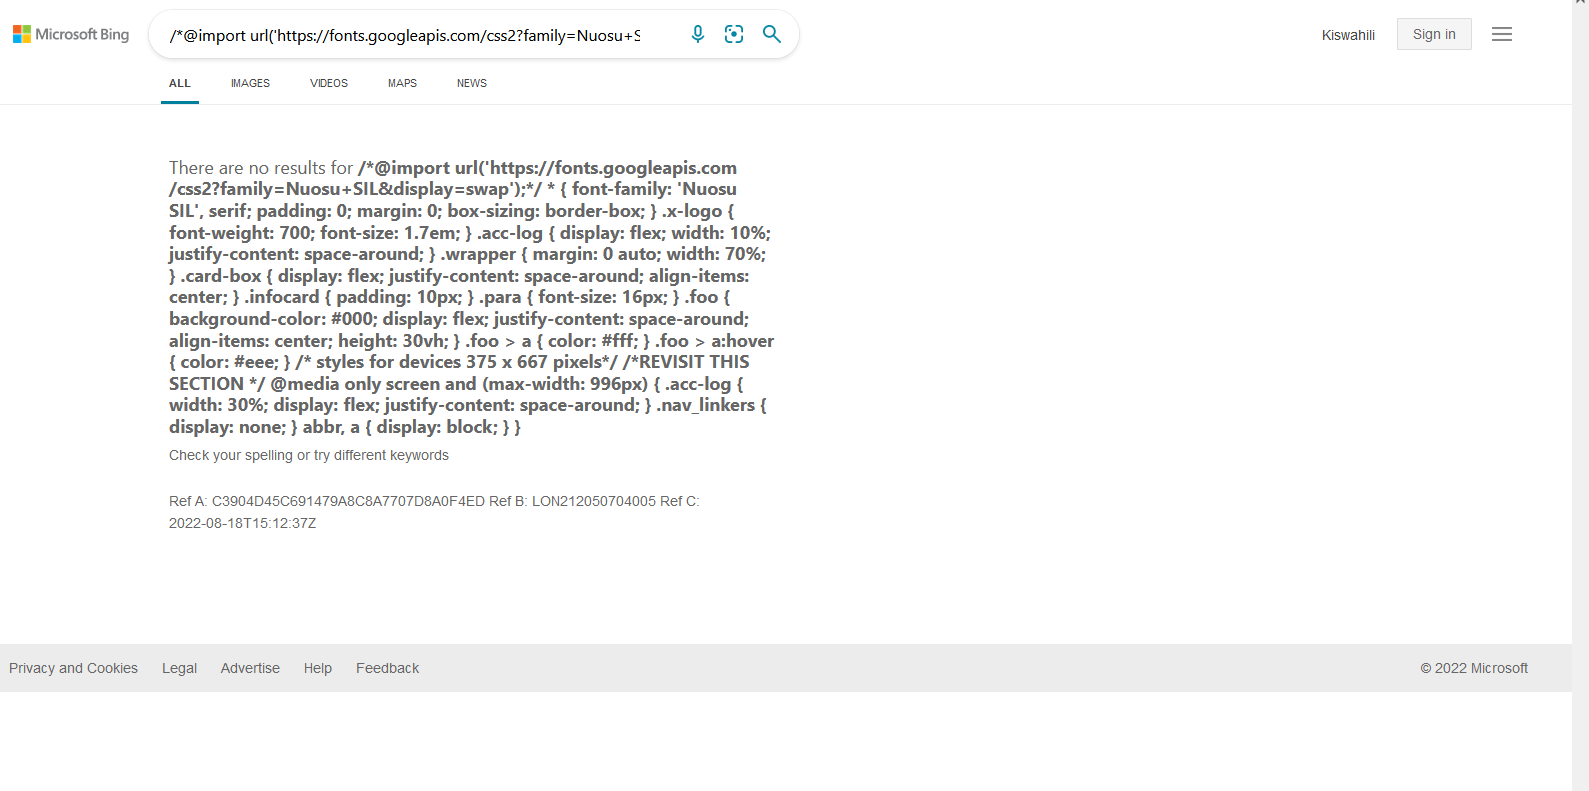 Microsoft Bing
/*@import url('https://fonts.googleapis.com/css2?family=Nuosu+S
Kiswahili
Sign in
ALL
IMAGES
VIDEOS
MAPS
NEWS
There are no results for /*@import url('https://fonts.googleapis.com
/css2?family=Nuosu+SIL&display=swap');*/ * { font-family: 'Nuosu
SIL', serif; padding: 0; margin: 0; box-sizing: border-box; } .x-logo {
font-weight: 700; font-size: 1.7em; } .acc-log { display: flex; width: 10%;
justify-content: space-around; } .wrapper { margin: 0 auto; width: 70%;
} .card-box { display: flex; justify-content: space-around; align-items:
center; } .infocard { padding: 10px; } .para { font-size: 16px; } .foo {
background-color: #000; display: flex; justify-content: space-around;
align-items: center; height: 30vh; } .foo > a { color: #fff; } .foo > a:hover
{ color: #eee; } /* styles for devices 375 x 667 pixels*/ /*REVISIT THIS
SECTION */ @media only screen and (max-width: 996px) { .acc-log {
width: 30%; display: flex; justify-content: space-around; } .nav_linkers {
display: none; } abbr, a { display: block; } }
Check your spelling or try different keywords
Ref A: C3904D45C691479A8C8A7707D8A0F4ED Ref B: LON212050704005 Ref C:
2022-08-18T15:12:37Z
Privacy and Cookies
Legal
Advertise
Help
Feedback
© 2022 Microsoft